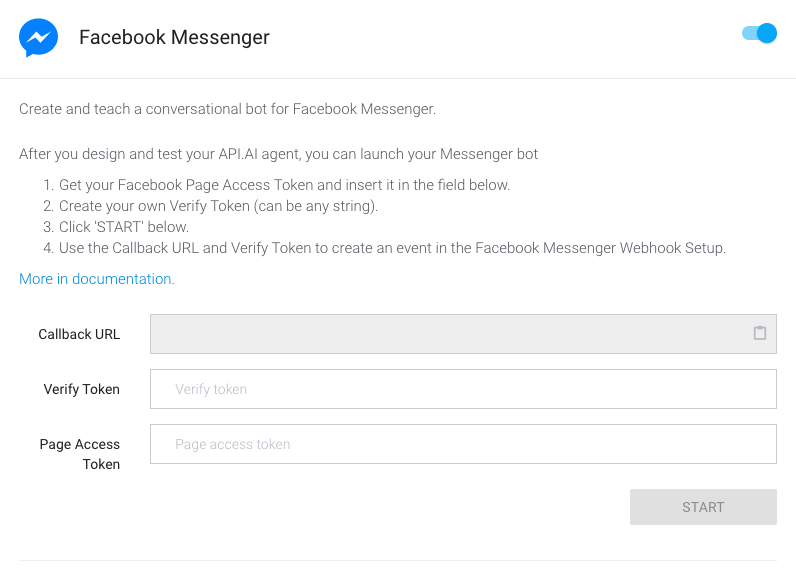 Facebook Messenger
Create and teach a conversational bot for Facebook Messenger.
After you design and test your API.AI agent, you can launch your Messenger bot
1. Get your Facebook Page Access Token and insert it in the field below.
2. Create your own Verify Token (can be any string).
3. Click 'START' below.
4. Use the Callback URL and Verify Token to create an event in the Facebook Messenger Webhook Setup.
More in documentation.
Callback URL
Verify Token
Verify token
Page Access
Token
Page access token
START